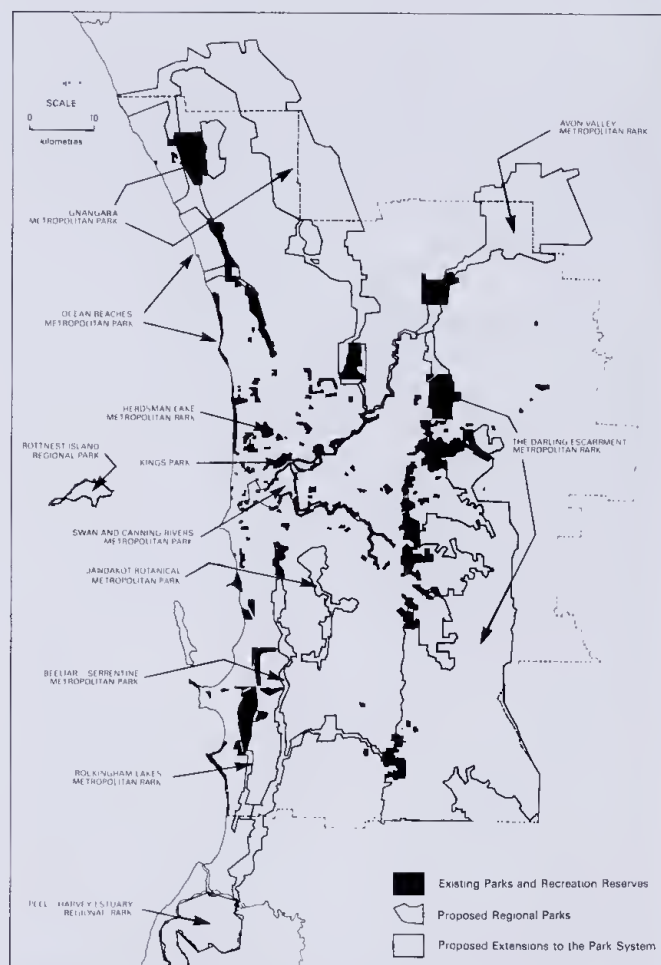 SCALE
0 10
kilometres
AVON VALLEY
METROPOLITAN PARK
GNANGARA
METROPOLITAN PARK
OCEAN BEACHES
METROPOLITAN PARK
HERDSMAN LAKE
METROPOLITAN PARK
ROTTNEST ISLAND
REGIONAL PARK
KINGS PARK
THE DARLING ESCARPMENT
METROPOLITAN PARK
SWAN AND CANNING RIVERS
METROPOLITAN PARK
JANDAKOT BOTANICAL
METROPOLITAN PARK
BEELIAR - SERPENTINE
METROPOLITAN PARK
ROCKINGHAM LAKES
METROPOLITAN PARK
PEEL - HARVEY ESTUARY
REGIONAL PARK
Existing Parks and Recreation Reserves
Proposed Regional Parks
Proposed Extensions to the Park System